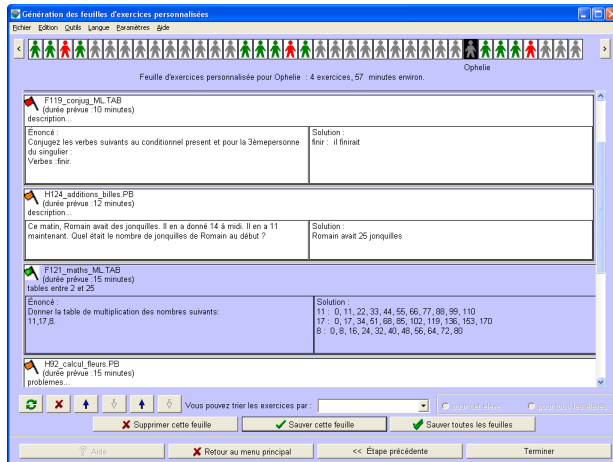 Génération des feuilles d'exercices personnalisées
Fichier Edition Outils Langue Paramètres Aide
< >
Ophelie
Feuille d'exercices personnalisée pour Ophelie : 4 exercices, 57 minutes environ.
F119_conjug_ML.TAB
(durée prévue :10 minutes)
description...
Énoncé :
Conjugez les verbes suivants au conditionnel present et pour la 3èmepersonne
du singulier :
Verbes :finir.
Solution :
finir : il finirait
H124_additions_billes.PB
(durée prévue :12 minutes)
description...
Ce matin, Romain avait des jonquilles. Il en a donné 14 à midi. Il en a 11
maintenant. Quel était le nombre de jonquilles de Romain au début ?
Solution :
Romain avait 25 jonquilles
F121_maths_ML.TAB
(durée prévue :15 minutes)
tables entre 2 et 25
Énoncé :
Donner la table de multiplication des nombres suivants:
11,17,8.
Solution :
11 : 0, 11, 22, 33, 44, 55, 66, 77, 88, 99, 110
17 : 0, 17, 34, 51, 68, 85, 102, 119, 136, 153, 170
8 : 0, 8, 16, 24, 32, 40, 48, 56, 64, 72, 80
H92_calcul_fleurs.PB
(durée prévue :15 minutes)
problemes...
Vous pouvez trier les exercices par :
pour cet élève pour tous les élèves
Supprimer cette feuille Sauver cette feuille Sauver toutes les feuilles
Aide Retour au menu principal << Étape précédente Terminer